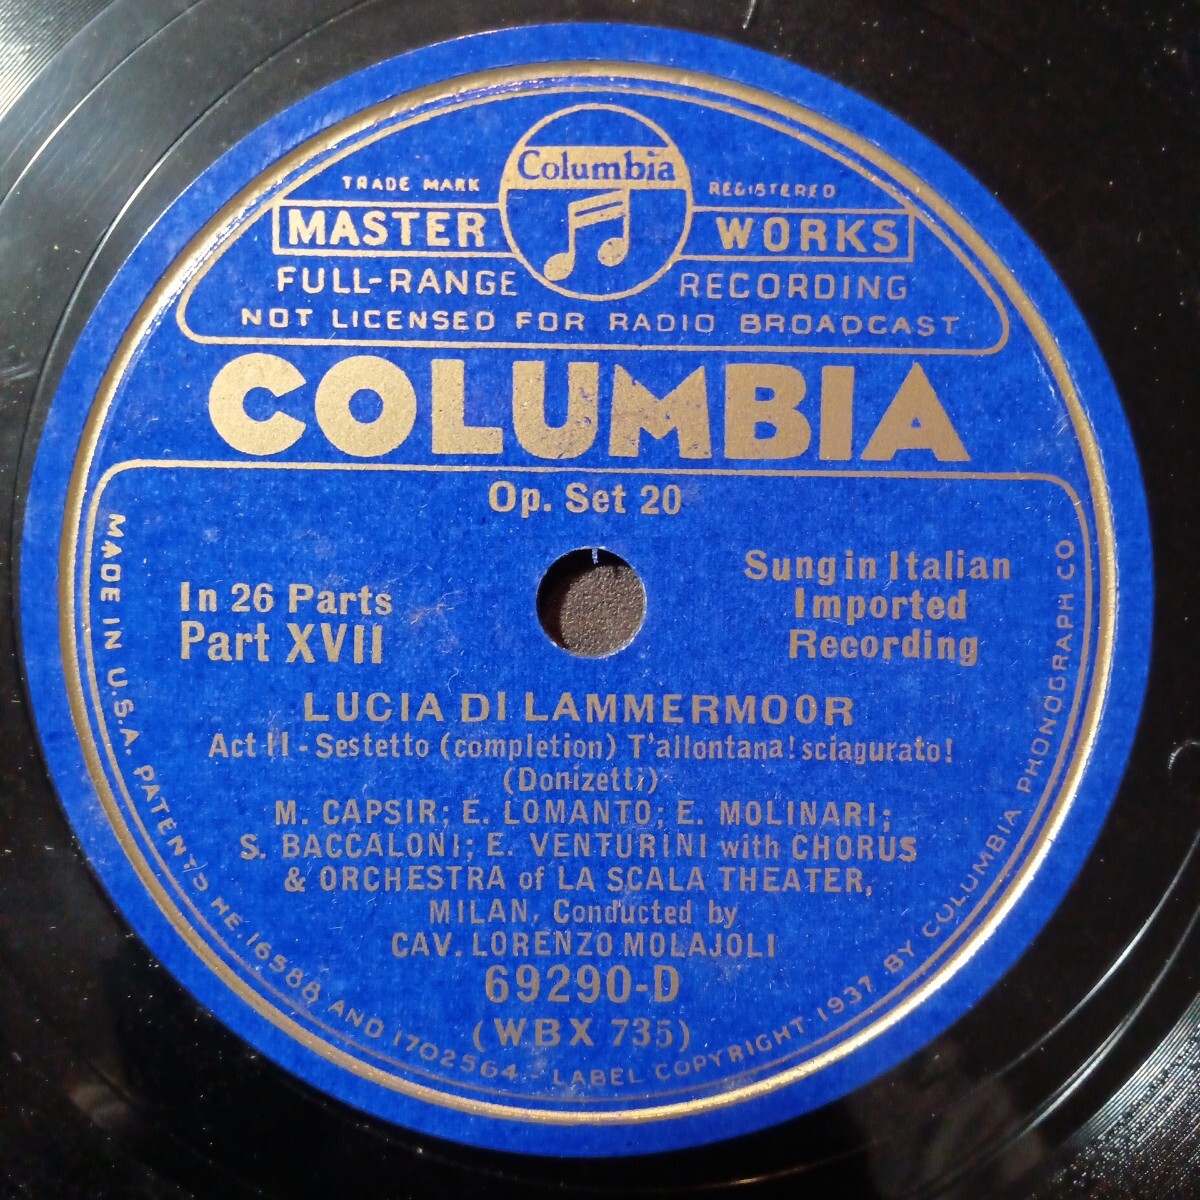 Columbia
TRADE MARK REGISTERED
MASTER WORKS
FULL-RANGE RECORDING
NOT LICENSED FOR RADIO BROADCAST
COLUMBIA
Op. Set 20
In 26 Parts
Part XVII
Sung in Italian
Imported
Recording
LUCIA DI LAMMERMOOR
Act II - Sestetto (completion) T'allontana! sciagurato!
(Donizetti)
M. CAPSIR; E. LOMANTO; E. MOLINARI;
S. BACCALONI; E. VENTURINI with CHORUS
& ORCHESTRA of LA SCALA THEATER,
MILAN, Conducted by
CAV. LORENZO MOLAJOLI
69290-D
(WBX 735)
MADE IN U.S.A. PATENTS RE. 16588 AND 1702564 - LABEL COPYRIGHT 1937 BY COLUMBIA PHONOGRAPH CO.